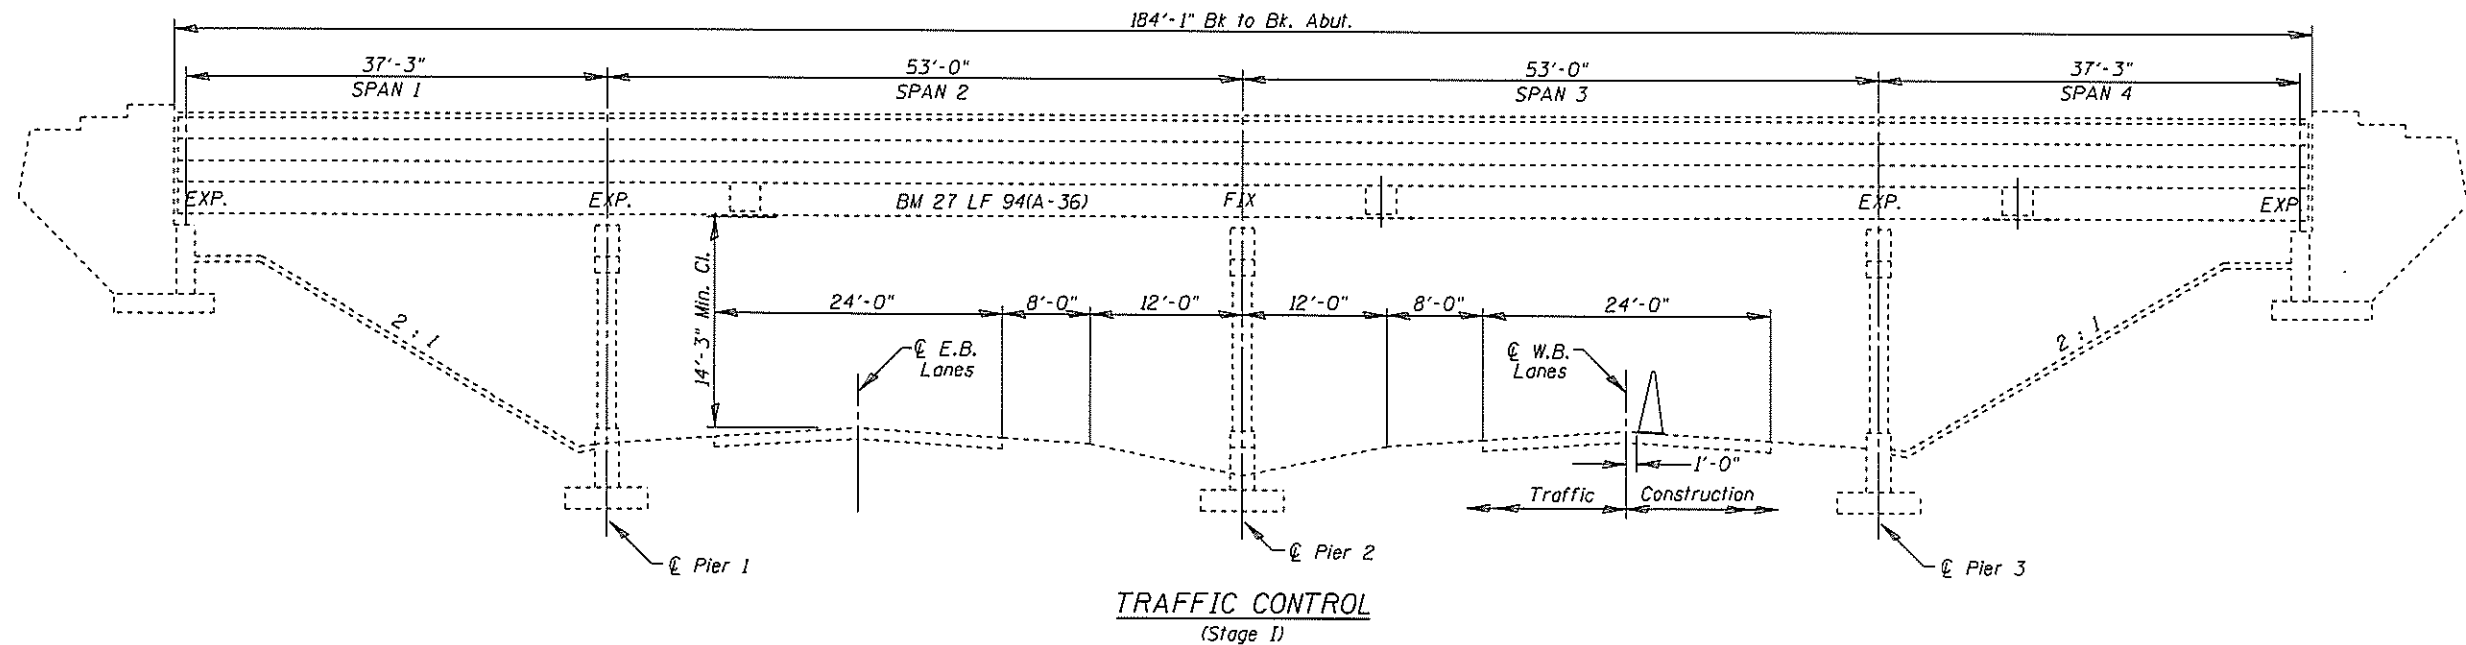 184'-1" Bk to Bk. Abut.
37'-3"
53'-0"
53'-0"
37'-3"
SPAN 1
SPAN 2
SPAN 3
SPAN 4
EXP.
EXP.
BM 27 LF 94(A-36)
FIX
EXP.
EXP
14'-3" Min. Cl.
24'-0"
8'-0"
12'-0"
12'-0"
8'-0"
24'-0"
2 : 1
2 : 1
℄ E.B.
Lanes
℄ W.B.
Lanes
1'-0"
Traffic
Construction
℄ Pier 1
℄ Pier 2
℄ Pier 3
TRAFFIC CONTROL
(Stage I)